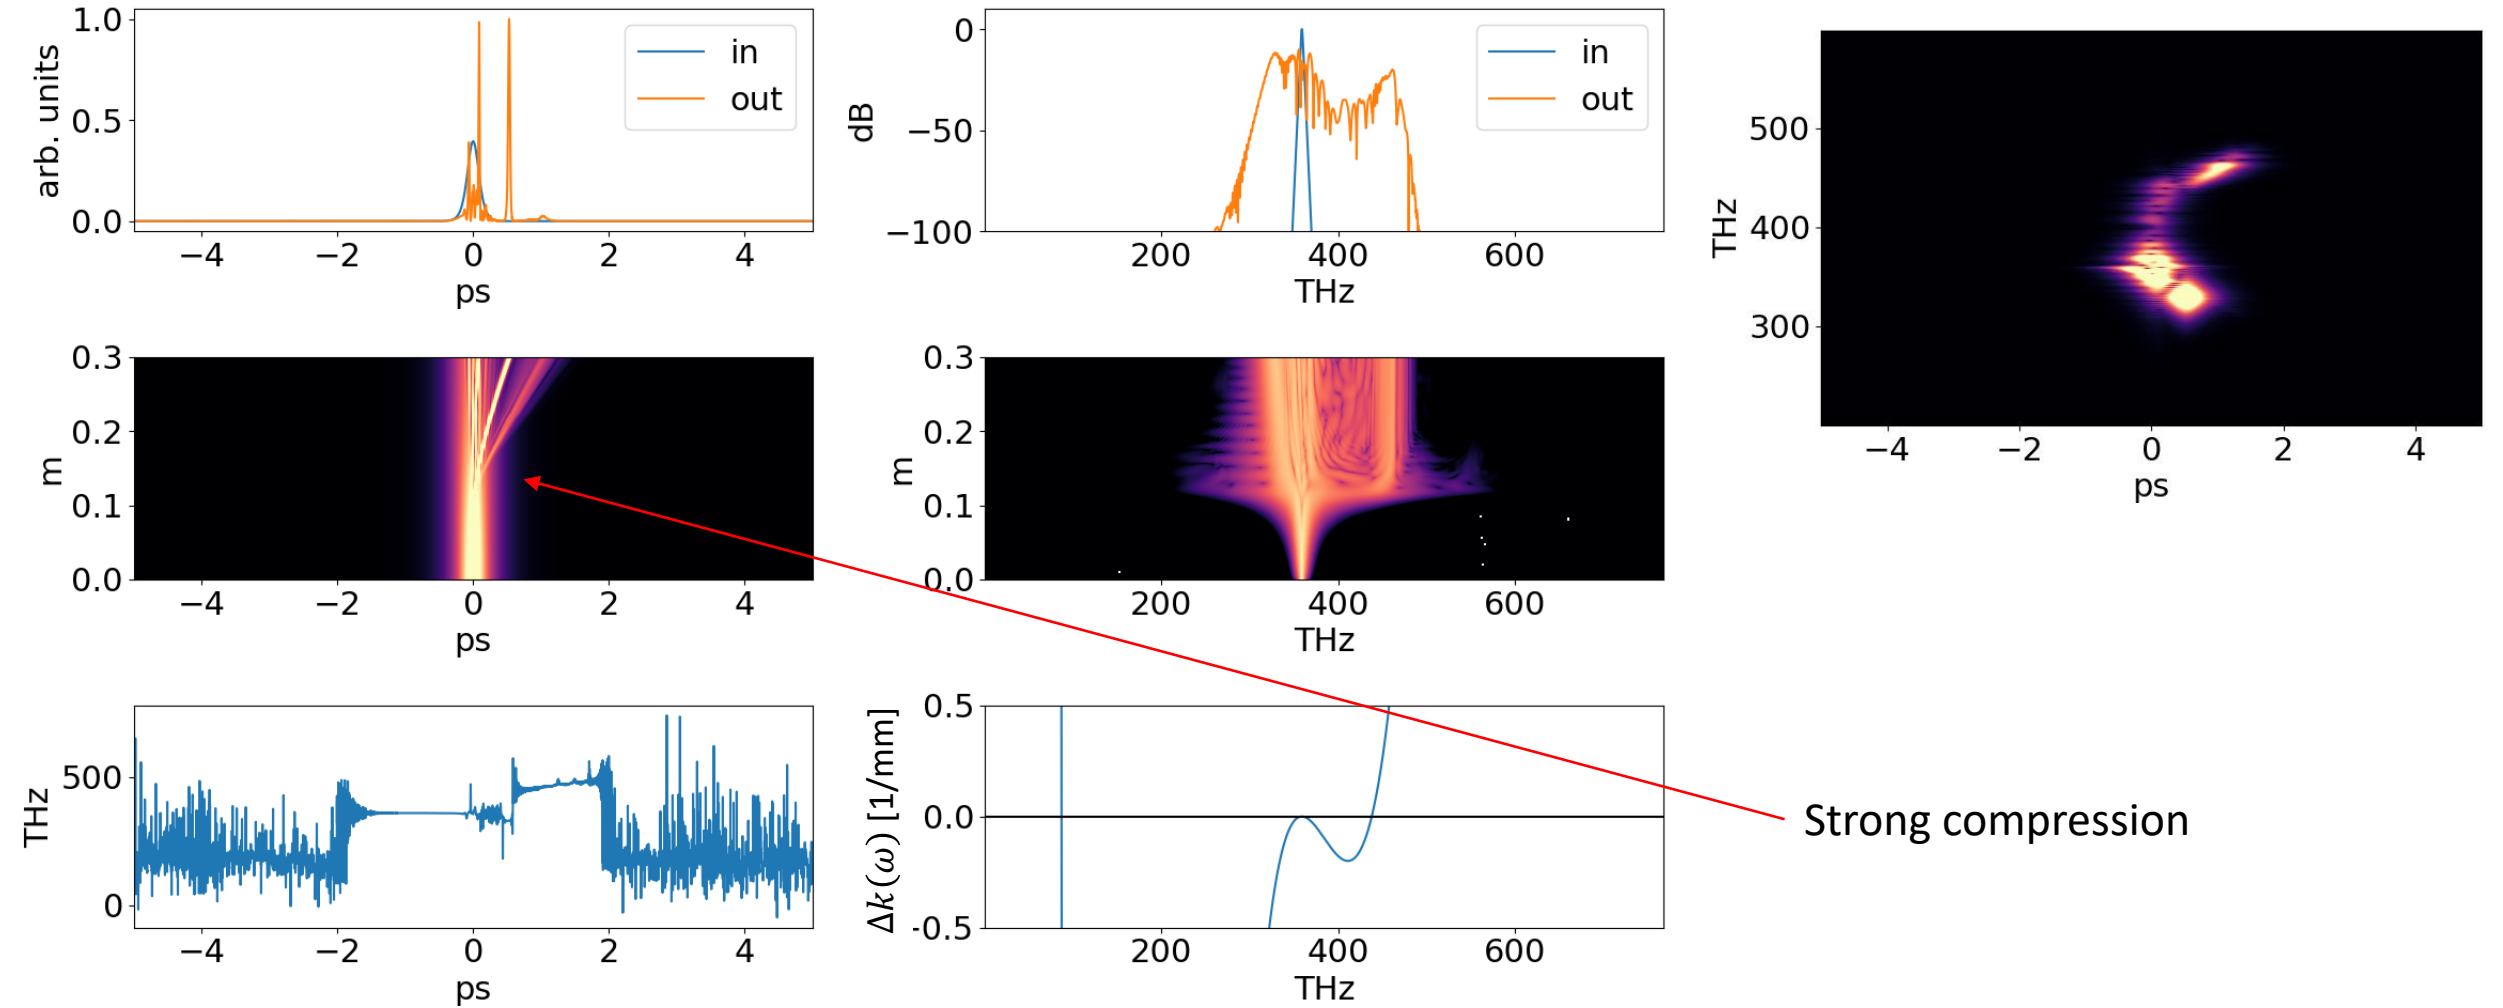 1.0
0.5
0.0
arb. units
in
out
−4
−2
0
2
4
ps
0
−50
−100
dB
in
out
200
400
600
THz
500
400
300
THz
−4
−2
0
2
4
ps
0.3
0.2
0.1
0.0
m
−4
−2
0
2
4
ps
0.3
0.2
0.1
0.0
m
200
400
600
THz
500
0
THz
−4
−2
0
2
4
ps
0.5
0.0
-0.5
Δk(ω) [1/mm]
200
400
600
THz
Strong compression